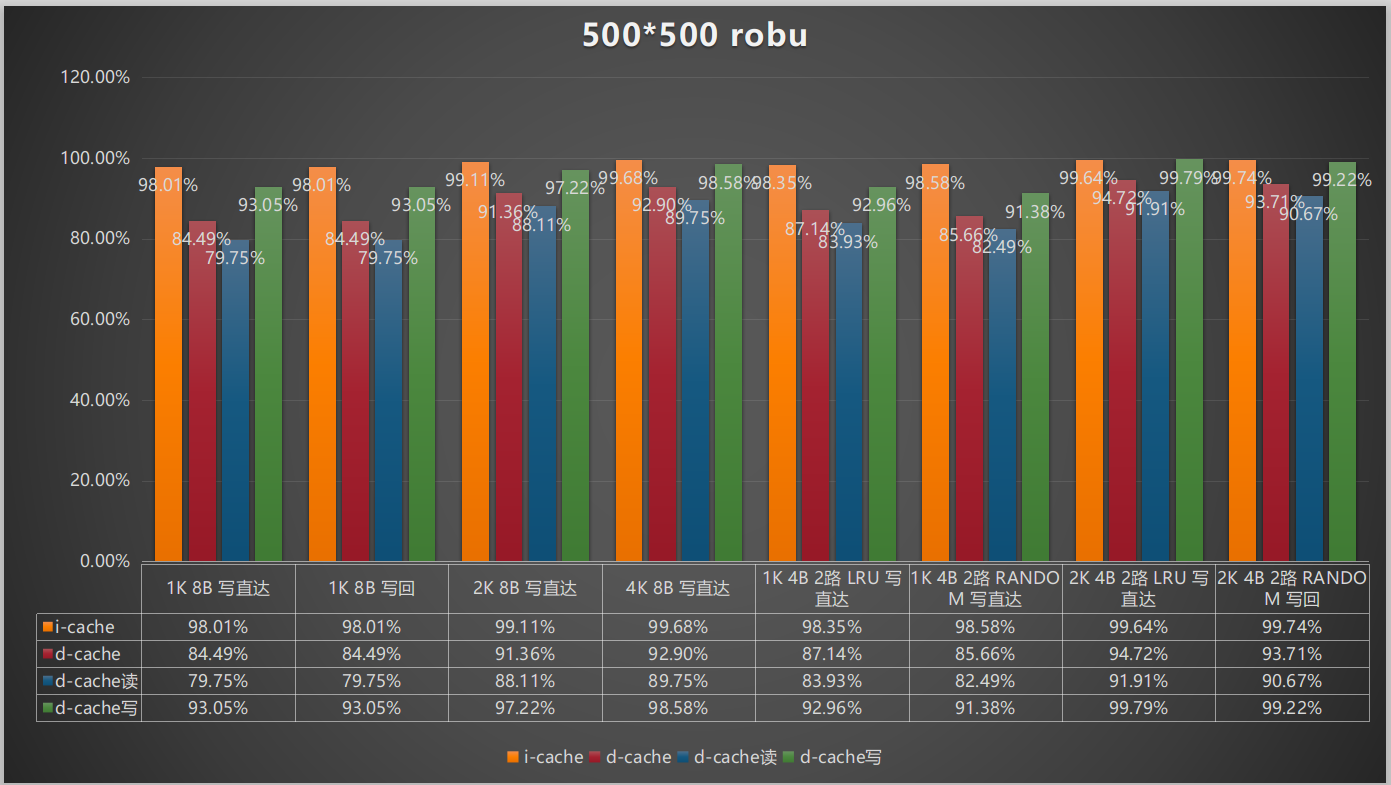 500*500 robu
120.00%
100.00%
80.00%
60.00%
40.00%
20.00%
0.00%
98.01% 84.49% 79.75% 93.05%
98.01% 84.49% 79.75% 93.05%
99.11% 91.36% 88.11% 97.22%
99.68% 92.90% 89.75% 98.58%
98.35% 87.14% 83.93% 92.96%
98.58% 85.66% 82.49% 91.38%
99.64% 94.72% 91.91% 99.79%
99.74% 93.71% 90.67% 99.22%
1K 8B 写直达
1K 8B 写回
2K 8B 写直达
4K 8B 写直达
1K 4B 2路 LRU 写
直达
1K 4B 2路 RANDO
M 写直达
2K 4B 2路 LRU 写
直达
2K 4B 2路 RANDO
M 写回
i-cache 98.01% 98.01% 99.11% 99.68% 98.35% 98.58% 99.64% 99.74%
d-cache 84.49% 84.49% 91.36% 92.90% 87.14% 85.66% 94.72% 93.71%
d-cache读 79.75% 79.75% 88.11% 89.75% 83.93% 82.49% 91.91% 90.67%
d-cache写 93.05% 93.05% 97.22% 98.58% 92.96% 91.38% 99.79% 99.22%
i-cache d-cache d-cache读 d-cache写